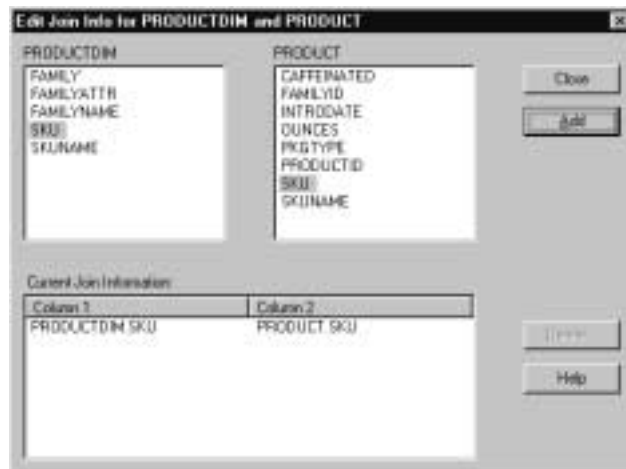 Edit Join Info for PRODUCTDIM and PRODUCT
PRODUCTDIM
PRODUCT
FAMILY
FAMILYATTR
FAMILYNAME
SKU
SKUNAME
CAFFEINATED
FAMILYID
INTRODATE
OUNCES
PKGTYPE
PRODUCTID
SKU
SKUNAME
Close
Add
Current Join Information
Column 1
Column 2
PRODUCTDIM SKU
PRODUCT SKU
Help